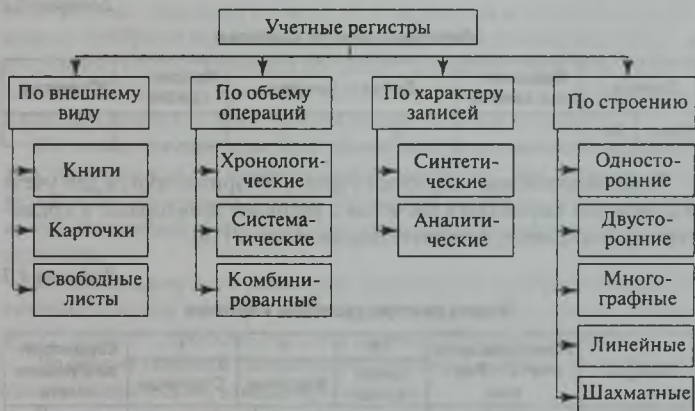 Учетные регистры
По внешнему
виду
Книги
Карточки
Свободные
листы
По объему
операций
Хронологи-
ческие
Система-
тические
Комбини-
рованные
По характеру
записей
Синтети-
ческие
Аналити-
ческие
По строению
Односто-
ронние
Двусто-
ронние
Много-
графные
Линейные
Шахматные